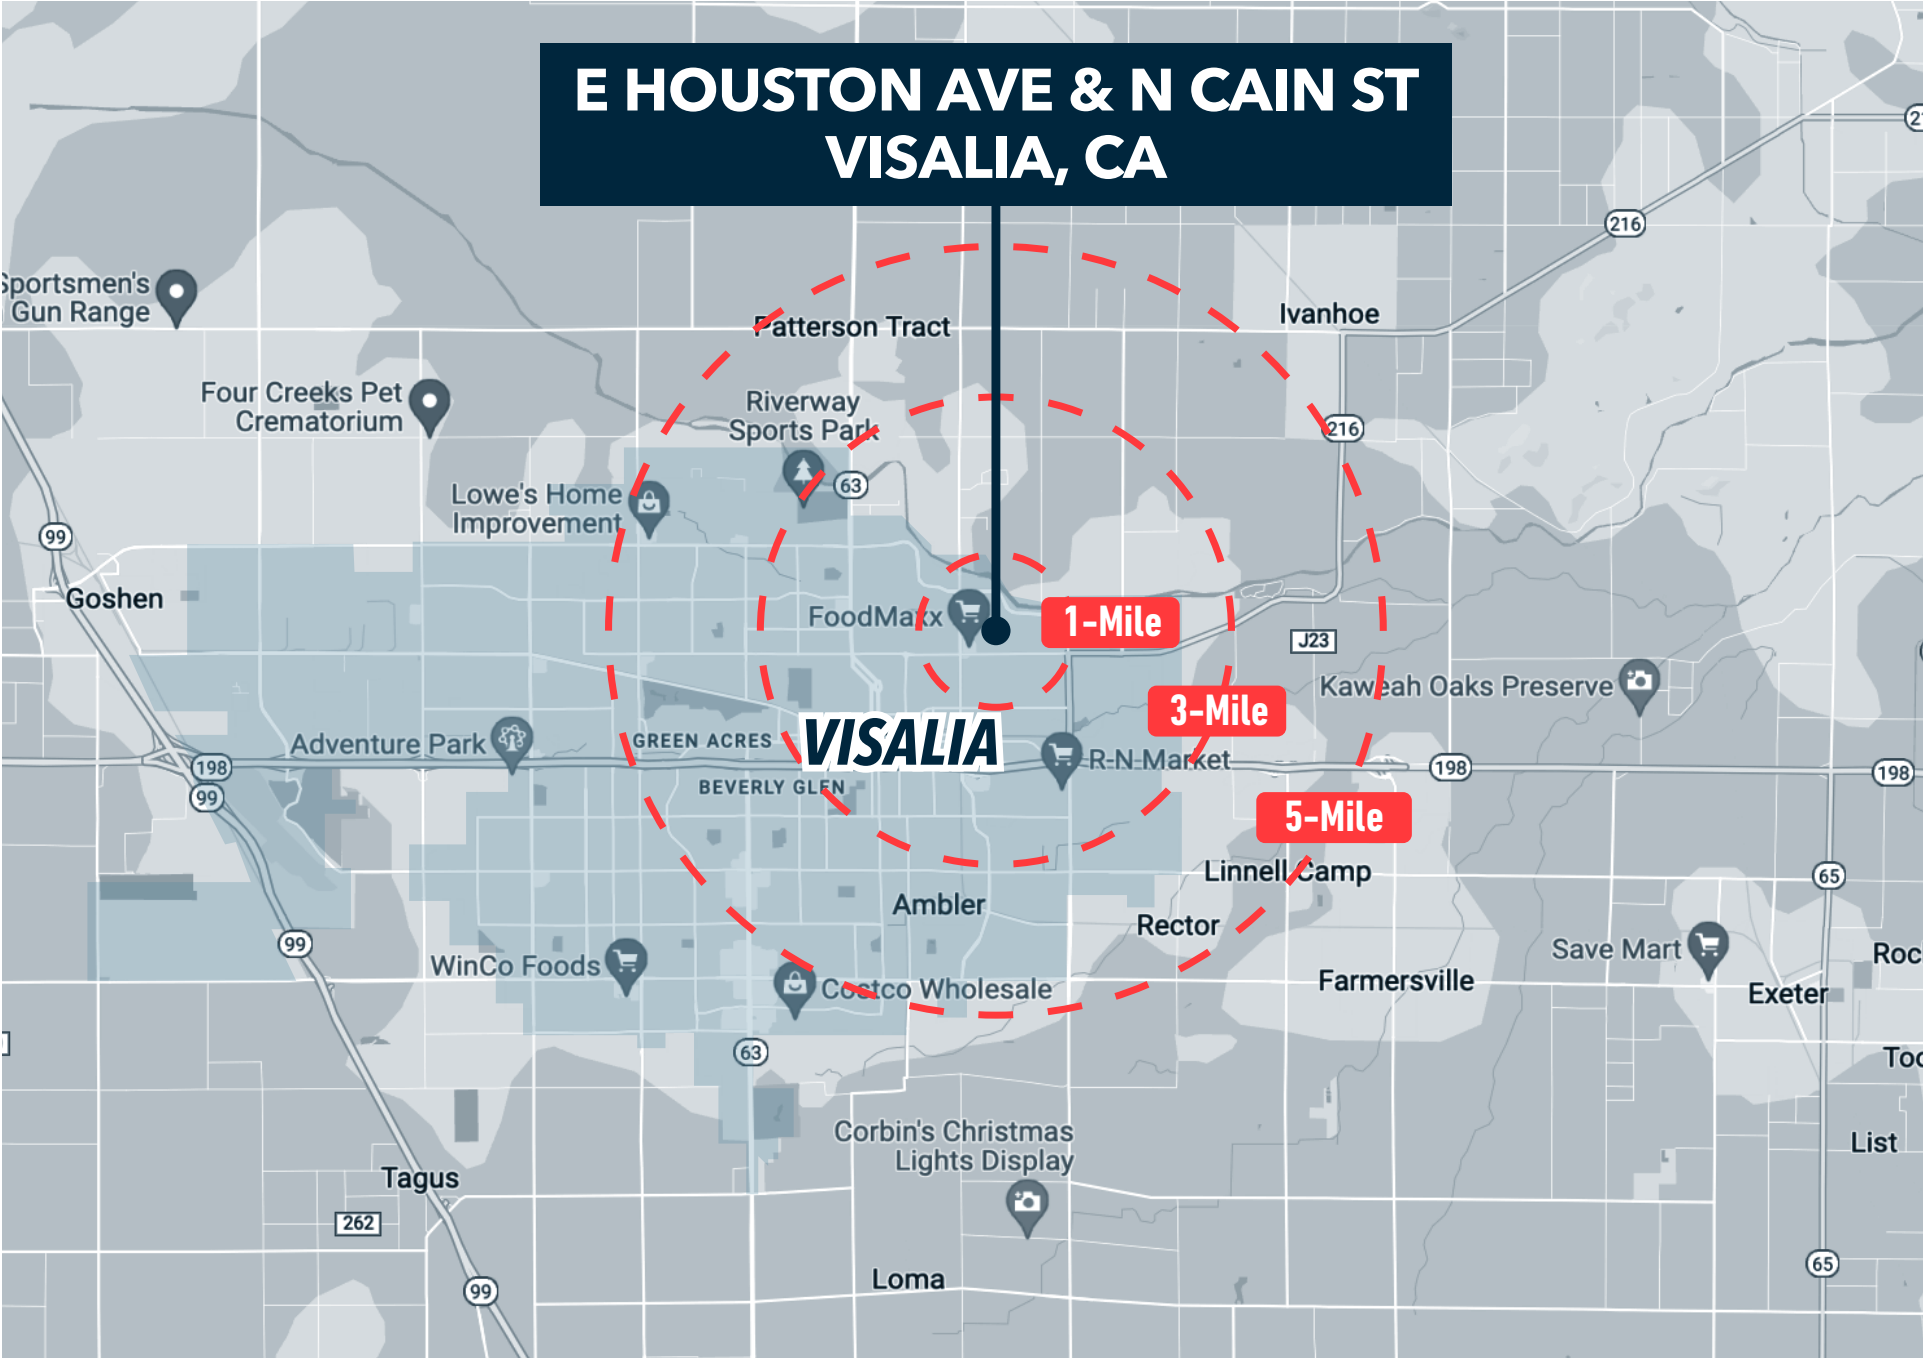 E HOUSTON AVE & N CAIN ST
VISALIA, CA
216
Sportsmen's
Gun Range
Patterson Tract
Ivanhoe
Four Creeks Pet
Crematorium
Riverway
Sports Park
216
Lowe's Home
Improvement
63
99
Goshen
FoodMaxx
1-Mile
J23
Kaweah Oaks Preserve
3-Mile
Adventure Park
GREEN ACRES
VISALIA
R-N Market
198
198
198
99
BEVERLY GLEN
5-Mile
Linnell Camp
65
Ambler
Rector
99
WinCo Foods
Costco Wholesale
Farmersville
Save Mart
Exeter
Roc
63
Too
Corbin's Christmas
Lights Display
List
Tagus
262
Loma
99
65